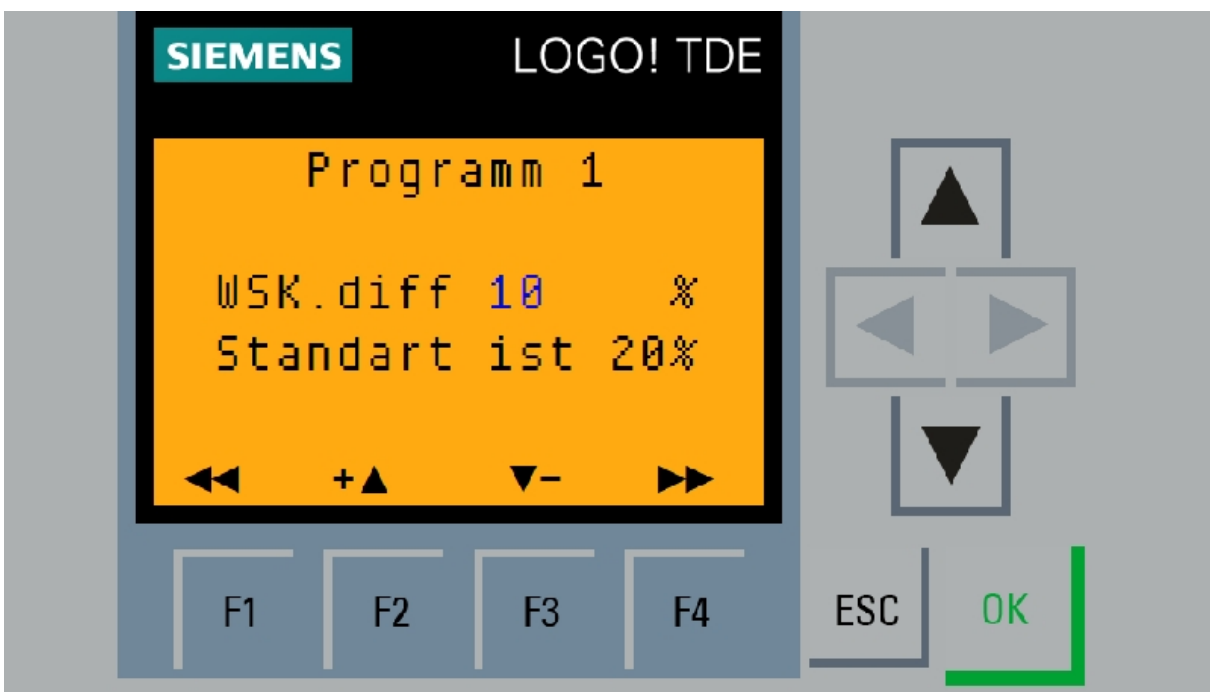 SIEMENS LOGO! TDE
Programm 1
WSK.diff 10 %
Standart ist 20%
+▲ ▼-
F1 F2 F3 F4 ESC OK